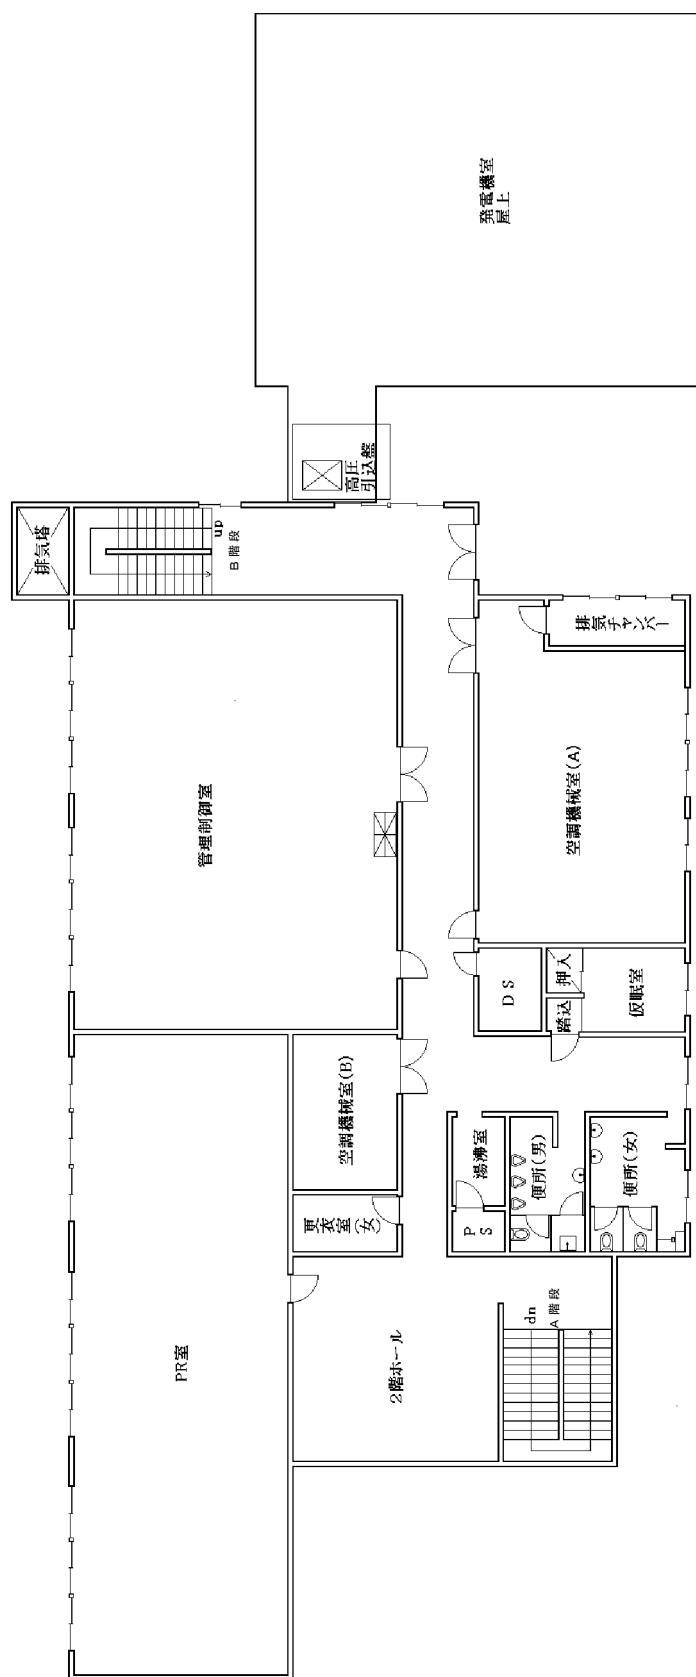 発電機室
屋上
高圧
引込盤
排気塔
up
B階段
排気
チャンバー
管理制御室
空調機械室(A)
DS
押入
踏込
仮眠室
空調機械室(B)
湯沸室
便所(男)
便所(女)
更衣
室(女)
PS
PR室
2階ホール
dn
A階段